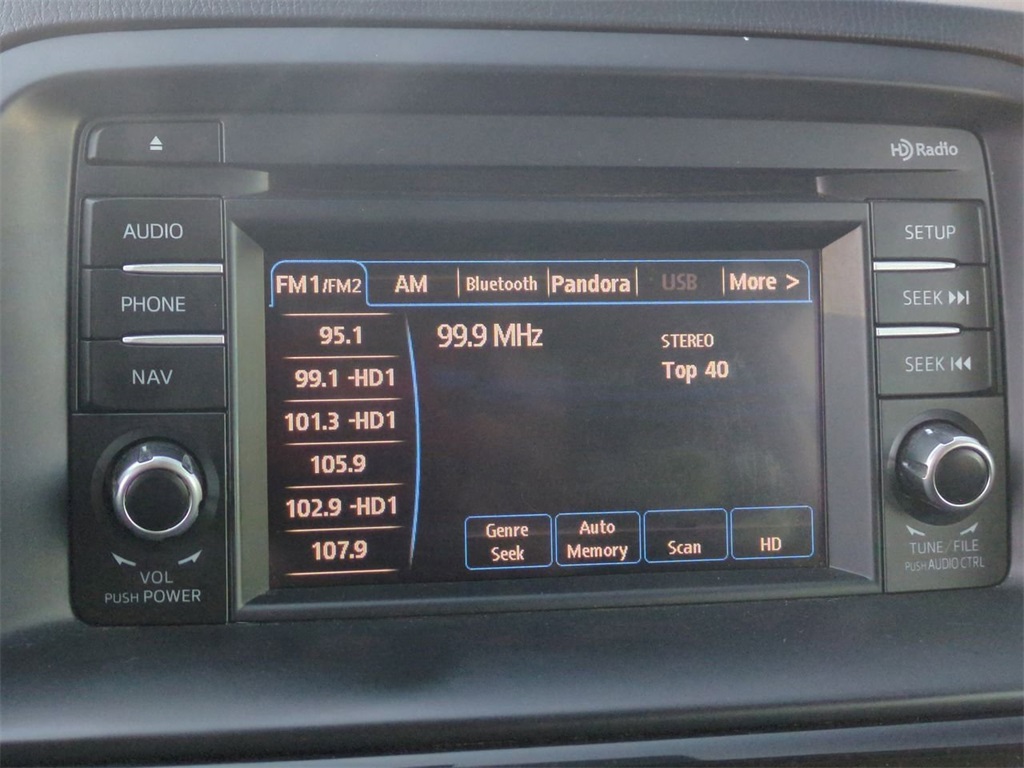 HD Radio
AUDIO
PHONE
NAV
VOL
PUSH POWER
FM1/FM2 AM Bluetooth Pandora USB More >
95.1
99.1 -HD1
101.3 -HD1
105.9
102.9 -HD1
107.9
99.9 MHz
STEREO
Top 40
Genre
Seek
Auto
Memory
Scan
HD
SETUP
SEEK
SEEK
TUNE/FILE
PUSH AUDIO CTRL